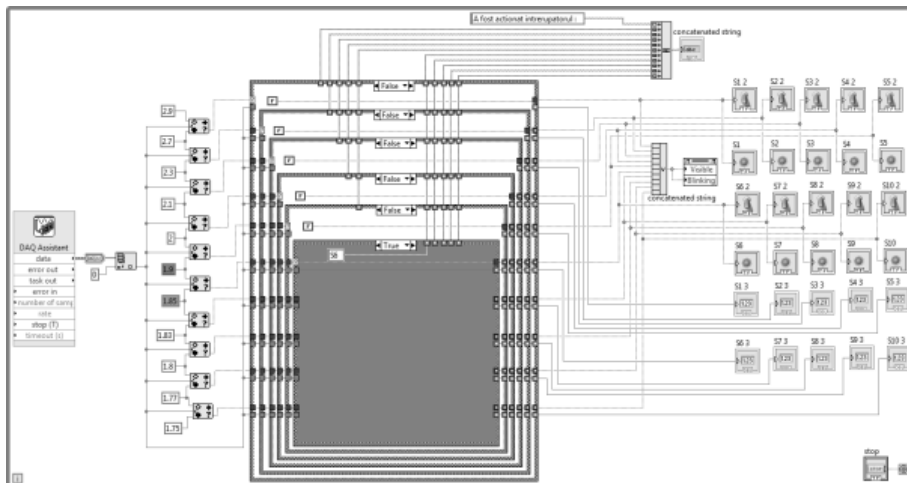 A fost actionat intrerupatorul :
concatenated string
False
False
False
False
False
True
F
F
F
F
F
S6
2.9
2.7
2.3
2.1
2
1.9
1.85
1.83
1.8
1.77
1.75
DAQ Assistant
data
error out
task out
error in
number of samp
rate
stop (T)
timeout (s)
0
Visible
Blinking
concatenated string
S1 2
S2 2
S3 2
S4 2
S5 2
S1
S2
S3
S4
S5
S6 2
S7 2
S8 2
S9 2
S10 2
S6
S7
S8
S9
S10
S1 3
S2 3
S3 3
S4 3
S5 3
S6 3
S7 3
S8 3
S9 3
S10 3
stop
i